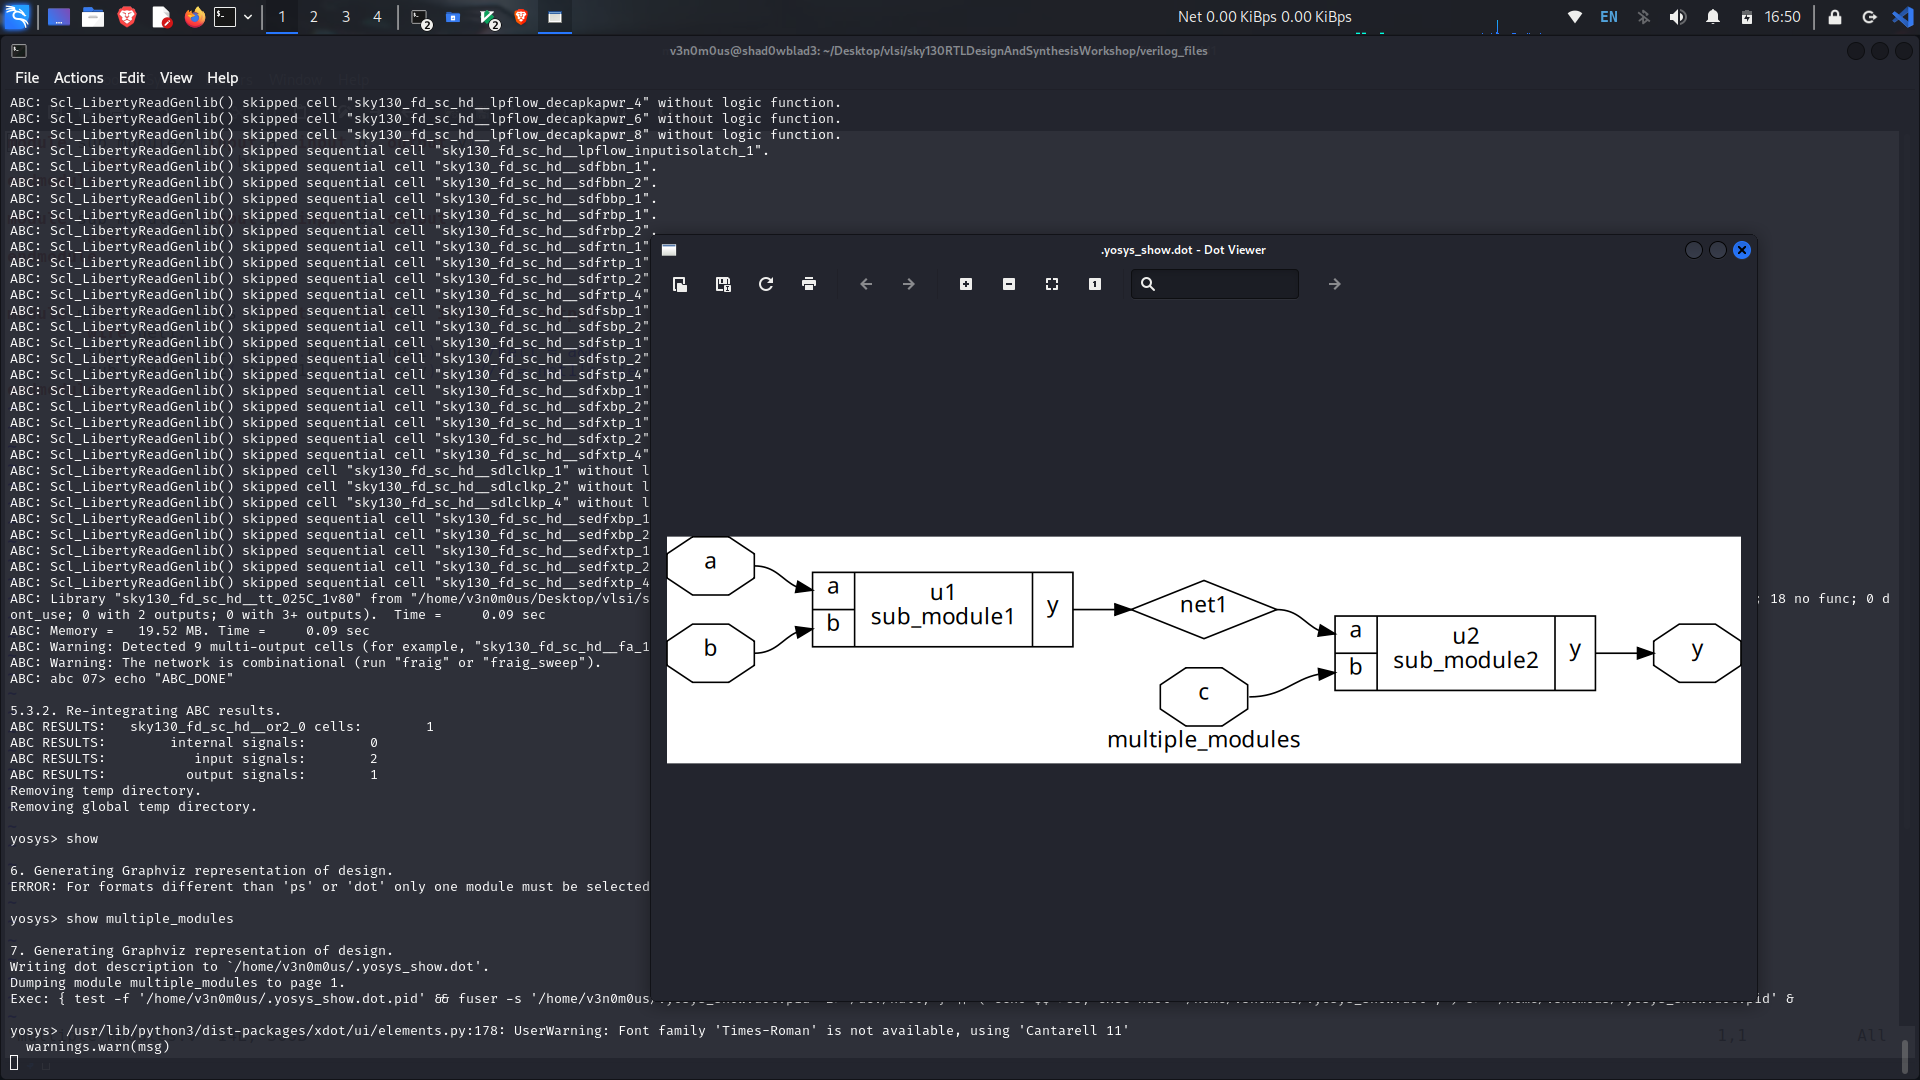 1 2 3 4
2
2
Net 0.00 KiBps 0.00 KiBps
EN
16:50
v3n0m0us@shad0wblad3: ~/Desktop/vlsi/sky130RTLDesignAndSynthesisWorkshop/verilog_files
File Actions Edit View Help
ABC: Scl_LibertyReadGenlib() skipped cell "sky130_fd_sc_hd__lpflow_decapkapwr_4" without logic function.
ABC: Scl_LibertyReadGenlib() skipped cell "sky130_fd_sc_hd__lpflow_decapkapwr_6" without logic function.
ABC: Scl_LibertyReadGenlib() skipped cell "sky130_fd_sc_hd__lpflow_decapkapwr_8" without logic function.
ABC: Scl_LibertyReadGenlib() skipped sequential cell "sky130_fd_sc_hd__lpflow_inputisolatch_1".
ABC: Scl_LibertyReadGenlib() skipped sequential cell "sky130_fd_sc_hd__sdfbbn_1".
ABC: Scl_LibertyReadGenlib() skipped sequential cell "sky130_fd_sc_hd__sdfbbn_2".
ABC: Scl_LibertyReadGenlib() skipped sequential cell "sky130_fd_sc_hd__sdfbbp_1".
ABC: Scl_LibertyReadGenlib() skipped sequential cell "sky130_fd_sc_hd__sdfrbp_1".
ABC: Scl_LibertyReadGenlib() skipped sequential cell "sky130_fd_sc_hd__sdfrbp_2".
ABC: Scl_LibertyReadGenlib() skipped sequential cell "sky130_fd_sc_hd__sdfrtn_1"
ABC: Scl_LibertyReadGenlib() skipped sequential cell "sky130_fd_sc_hd__sdfrtp_1"
ABC: Scl_LibertyReadGenlib() skipped sequential cell "sky130_fd_sc_hd__sdfrtp_2"
ABC: Scl_LibertyReadGenlib() skipped sequential cell "sky130_fd_sc_hd__sdfrtp_4"
ABC: Scl_LibertyReadGenlib() skipped sequential cell "sky130_fd_sc_hd__sdfsbp_1"
ABC: Scl_LibertyReadGenlib() skipped sequential cell "sky130_fd_sc_hd__sdfsbp_2"
ABC: Scl_LibertyReadGenlib() skipped sequential cell "sky130_fd_sc_hd__sdfstp_1"
ABC: Scl_LibertyReadGenlib() skipped sequential cell "sky130_fd_sc_hd__sdfstp_2"
ABC: Scl_LibertyReadGenlib() skipped sequential cell "sky130_fd_sc_hd__sdfstp_4"
ABC: Scl_LibertyReadGenlib() skipped sequential cell "sky130_fd_sc_hd__sdfxbp_1"
ABC: Scl_LibertyReadGenlib() skipped sequential cell "sky130_fd_sc_hd__sdfxbp_2"
ABC: Scl_LibertyReadGenlib() skipped sequential cell "sky130_fd_sc_hd__sdfxtp_1"
ABC: Scl_LibertyReadGenlib() skipped sequential cell "sky130_fd_sc_hd__sdfxtp_2"
ABC: Scl_LibertyReadGenlib() skipped sequential cell "sky130_fd_sc_hd__sdfxtp_4"
ABC: Scl_LibertyReadGenlib() skipped cell "sky130_fd_sc_hd__sdlclkp_1" without l
ABC: Scl_LibertyReadGenlib() skipped cell "sky130_fd_sc_hd__sdlclkp_2" without l
ABC: Scl_LibertyReadGenlib() skipped cell "sky130_fd_sc_hd__sdlclkp_4" without l
ABC: Scl_LibertyReadGenlib() skipped sequential cell "sky130_fd_sc_hd__sedfxbp_1
ABC: Scl_LibertyReadGenlib() skipped sequential cell "sky130_fd_sc_hd__sedfxbp_2
ABC: Scl_LibertyReadGenlib() skipped sequential cell "sky130_fd_sc_hd__sedfxtp_1
ABC: Scl_LibertyReadGenlib() skipped sequential cell "sky130_fd_sc_hd__sedfxtp_2
ABC: Scl_LibertyReadGenlib() skipped sequential cell "sky130_fd_sc_hd__sedfxtp_4
ABC: Library "sky130_fd_sc_hd__tt_025C_1v80" from "/home/v3n0m0us/Desktop/vlsi/s ; 18 no func; 0 d
ont_use; 0 with 2 outputs; 0 with 3+ outputs). Time = 0.09 sec
ABC: Memory = 19.52 MB. Time = 0.09 sec
ABC: Warning: Detected 9 multi-output cells (for example, "sky130_fd_sc_hd__fa_1
ABC: Warning: The network is combinational (run "fraig" or "fraig_sweep").
ABC: abc 07> echo "ABC_DONE"
5.3.2. Re-integrating ABC results.
ABC RESULTS: sky130_fd_sc_hd__or2_0 cells: 1
ABC RESULTS: internal signals: 0
ABC RESULTS: input signals: 2
ABC RESULTS: output signals: 1
Removing temp directory.
Removing global temp directory.
yosys> show
6. Generating Graphviz representation of design.
ERROR: For formats different than 'ps' or 'dot' only one module must be selected
yosys> show multiple_modules
7. Generating Graphviz representation of design.
Writing dot description to `/home/v3n0m0us/.yosys_show.dot'.
Dumping module multiple_modules to page 1.
Exec: { test -f '/home/v3n0m0us/.yosys_show.dot.pid' && fuser -s '/home/v3n0m0us/ pid' &
yosys> /usr/lib/python3/dist-packages/xdot/ui/elements.py:178: UserWarning: Font family 'Times-Roman' is not available, using 'Cantarell 11'
warnings.warn(msg)
1,1 All
.yosys_show.dot - Dot Viewer
a
b
a
b
u1
sub_module1
y
net1
c
a
b
u2
sub_module2
y
y
multiple_modules